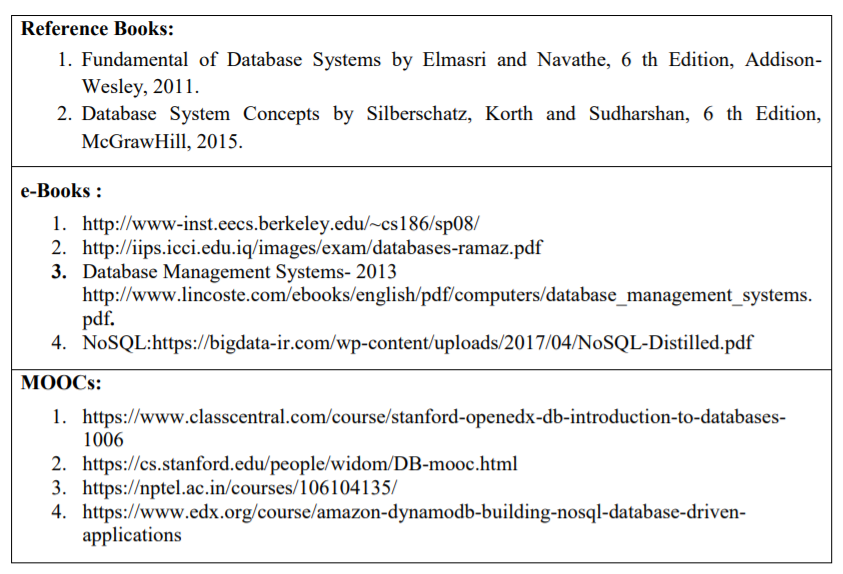 Reference Books:
1. Fundamental of Database Systems by Elmasri and Navathe, 6 th Edition, Addison-
Wesley, 2011.
2. Database System Concepts by Silberschatz, Korth and Sudharshan, 6 th Edition,
McGrawHill, 2015.
e-Books :
1. http://www-inst.eecs.berkeley.edu/~cs186/sp08/
2. http://iips.icci.edu.iq/images/exam/databases-ramaz.pdf
3. Database Management Systems- 2013
http://www.lincoste.com/ebooks/english/pdf/computers/database_management_systems.
pdf.
4. NoSQL:https://bigdata-ir.com/wp-content/uploads/2017/04/NoSQL-Distilled.pdf
MOOCs:
1. https://www.classcentral.com/course/stanford-openedx-db-introduction-to-databases-
1006
2. https://cs.stanford.edu/people/widom/DB-mooc.html
3. https://nptel.ac.in/courses/106104135/
4. https://www.edx.org/course/amazon-dynamodb-building-nosql-database-driven-
applications